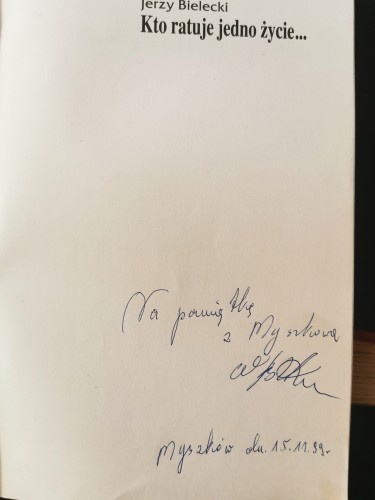 Jerzy Bielecki
Kto ratuje jedno życie...
Na pamiątkę
z Myszkowa
Myszków dn. 15.11.99r.